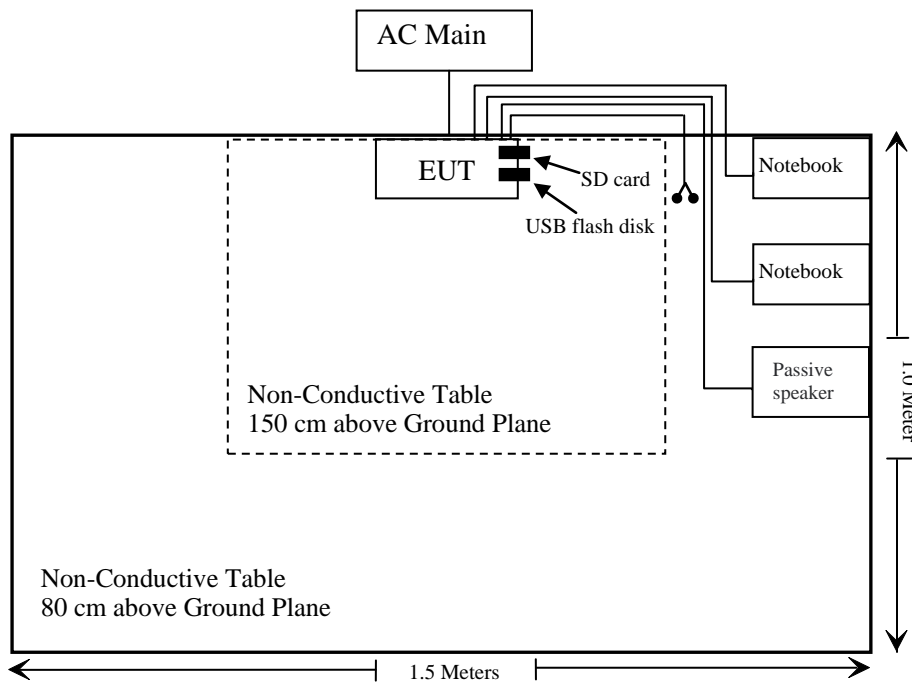 AC Main
EUT
SD card
USB flash disk
Notebook
Notebook
Passive
speaker
1.0 Meter
Non-Conductive Table
150 cm above Ground Plane
Non-Conductive Table
80 cm above Ground Plane
1.5 Meters